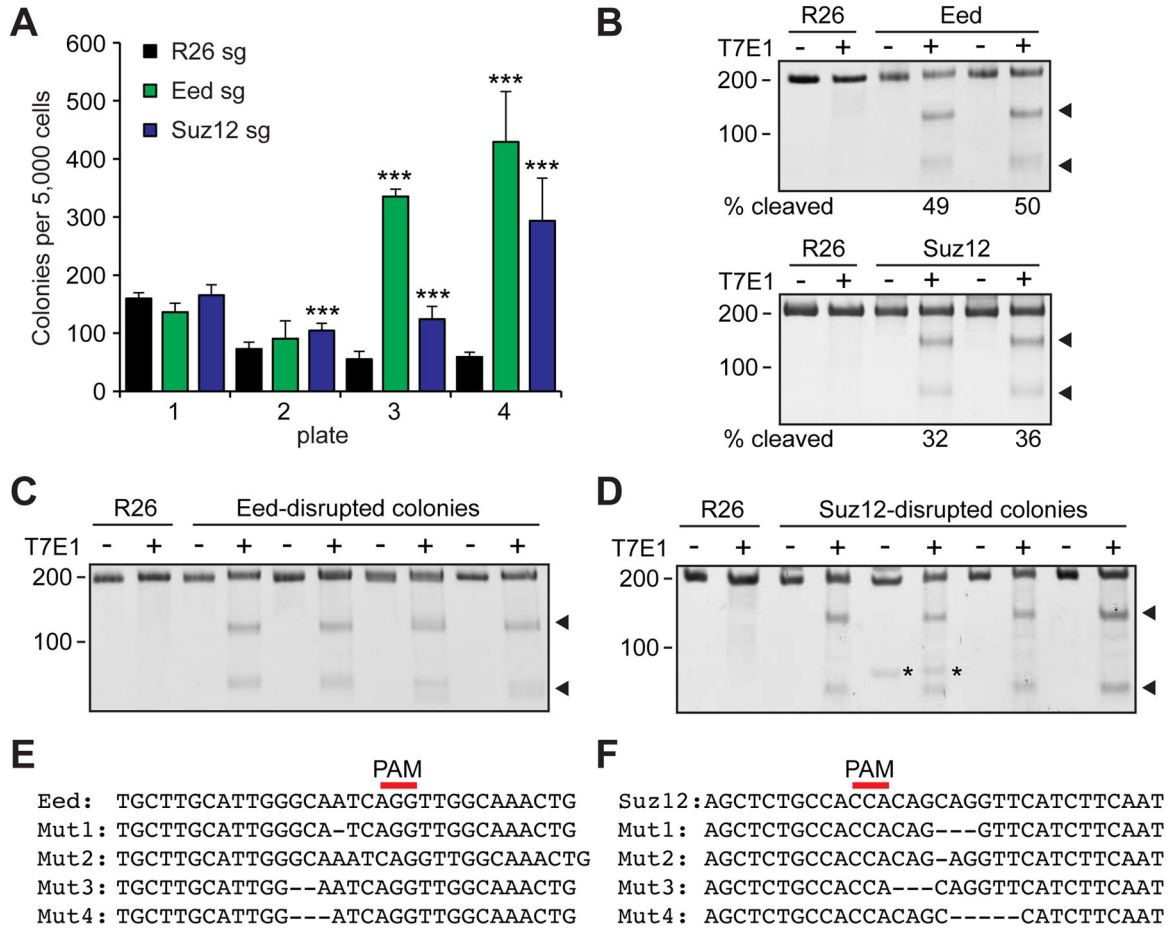 A
600
500
400
300
200
100
0
Colonies per 5,000 cells
R26 sg
Eed sg
Suz12 sg
***
***
***
***
***
1 2 3 4
plate
B
R26 Eed
T7E1 - + - + - +
200 -
100 -
% cleaved 49 50
R26 Suz12
T7E1 - + - + - +
200 -
100 -
% cleaved 32 36
C
R26 Eed-disrupted colonies
T7E1 - + - + - + - + - +
200 -
100 -
D
R26 Suz12-disrupted colonies
T7E1 - + - + - + - + - +
200 -
100 -
* *
E
PAM
Eed: TGCTTGCATTGGGCAATCAGGTTGGCAAACTG
Mut1: TGCTTGCATTGGGCA-TCAGGTTGGCAAACTG
Mut2: TGCTTGCATTGGGCAAATCAGGTTGGCAAACTG
Mut3: TGCTTGCATTGG--AATCAGGTTGGCAAACTG
Mut4: TGCTTGCATTGG---ATCAGGTTGGCAAACTG
F
PAM
Suz12: AGCTCTGCCACCACAGCAGGTTCATCTTCAAT
Mut1: AGCTCTGCCACCACAG---GTTCATCTTCAAT
Mut2: AGCTCTGCCACCACAG-AGGTTCATCTTCAAT
Mut3: AGCTCTGCCACCA---CAGGTTCATCTTCAAT
Mut4: AGCTCTGCCACCACAGC-----CATCTTCAAT